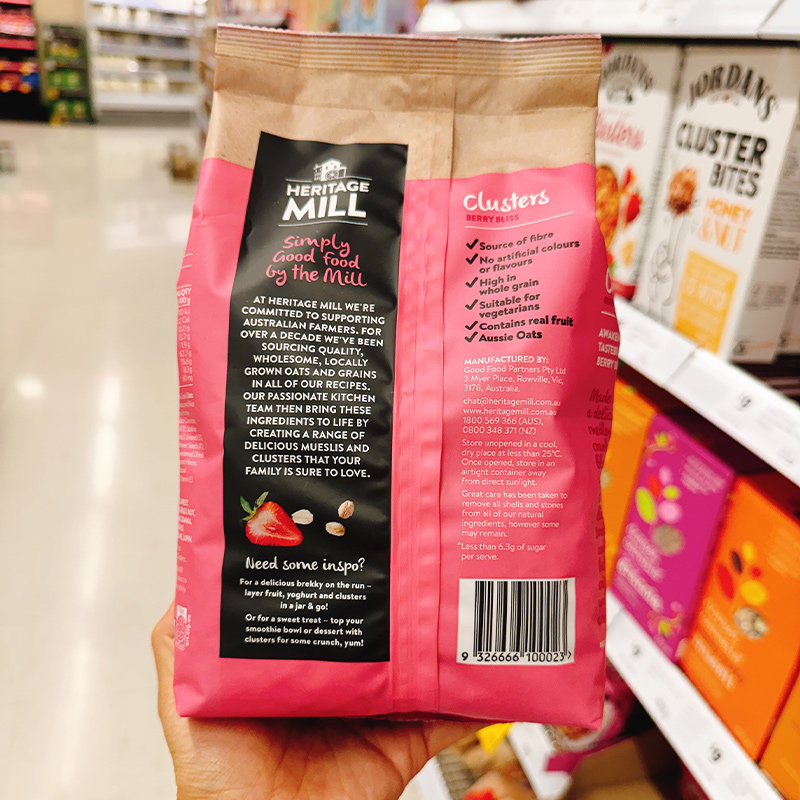 HERITAGE
MILL
Simply
Good food
by the Mill
AT HERITAGE MILL WE'RE
COMMITTED TO SUPPORTING
AUSTRALIAN FARMERS. FOR
OVER A DECADE WE'VE BEEN
SOURCING QUALITY,
WHOLESOME, LOCALLY
GROWN OATS AND GRAINS
IN ALL OF OUR RECIPES.
OUR PASSIONATE KITCHEN
TEAM THEN BRING THESE
INGREDIENTS TO LIFE BY
CREATING A RANGE OF
DELICIOUS MUESLIS AND
CLUSTERS THAT YOUR
FAMILY IS SURE TO LOVE.
Need some inspo?
For a delicious brekky on the run –
layer fruit, yoghurt and clusters
in a jar & go!
Or for a sweet treat – top your
smoothie bowl or dessert with
clusters for some crunch, yum!
Clusters
BERRY BLISS
Source of fibre
No artificial colours
or flavours
High in
whole grain
Suitable for
vegetarians
Contains real fruit
Aussie Oats
MANUFACTURED BY:
Good Food Partners Pty Ltd
3 Myer Place, Rowville, Vic,
3178, Australia.
chat@heritagemill.com.au
www.heritagemill.com.au
1800 569 366 (AUS),
0800 348 371 (NZ)
Store unopened in a cool,
dry place at less than 25°C.
Once opened, store in an
airtight container away
from direct sunlight.
Great care has been taken to
remove all shells and stones
from all of our natural
ingredients, however some
may remain.
^Less than 6.3g of sugar
per serve.
9 326666 100023 >
JORDANS
CLUSTER
BITES
HONEY
& NUT